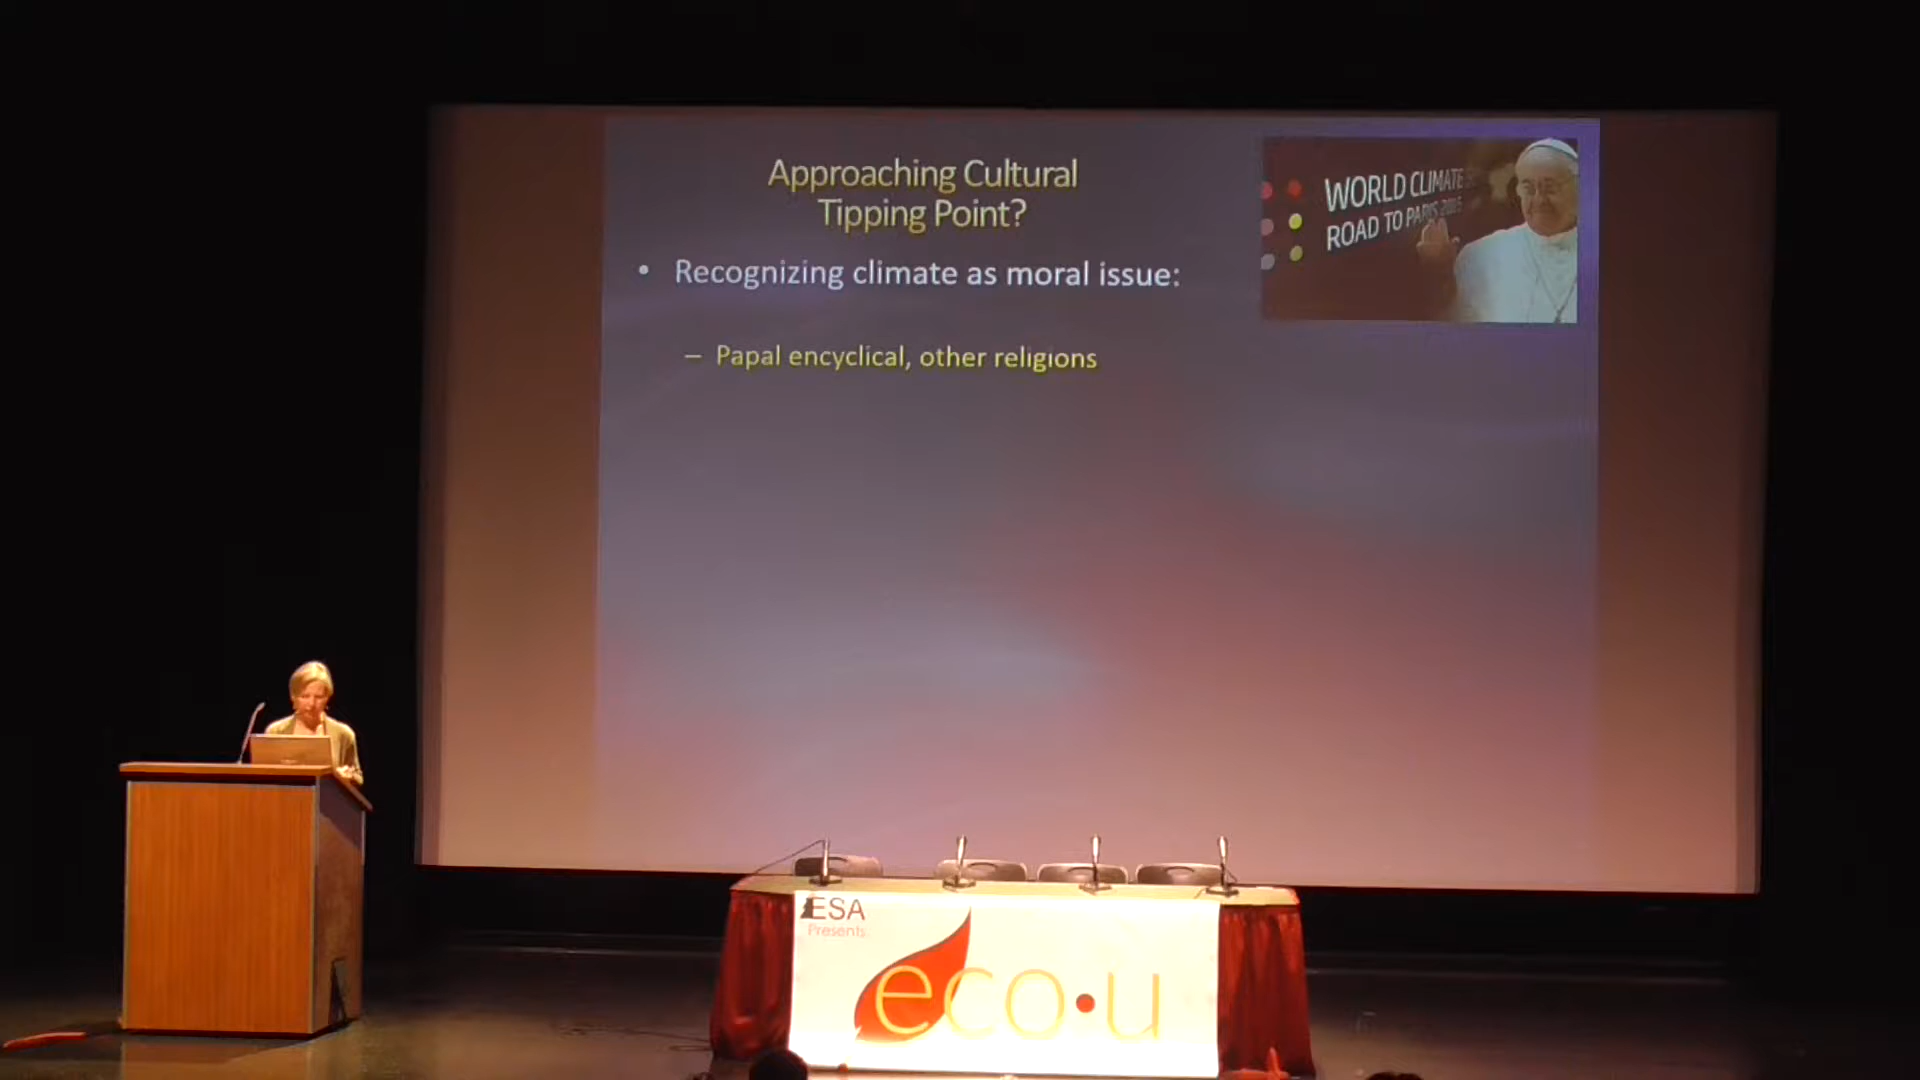 Approaching Cultural
Tipping Point?
• Recognizing climate as moral issue:
– Papal encyclical, other religions
WORLD CLIMATE
ROAD TO PARIS 2015
ESA
Presents
eco•u